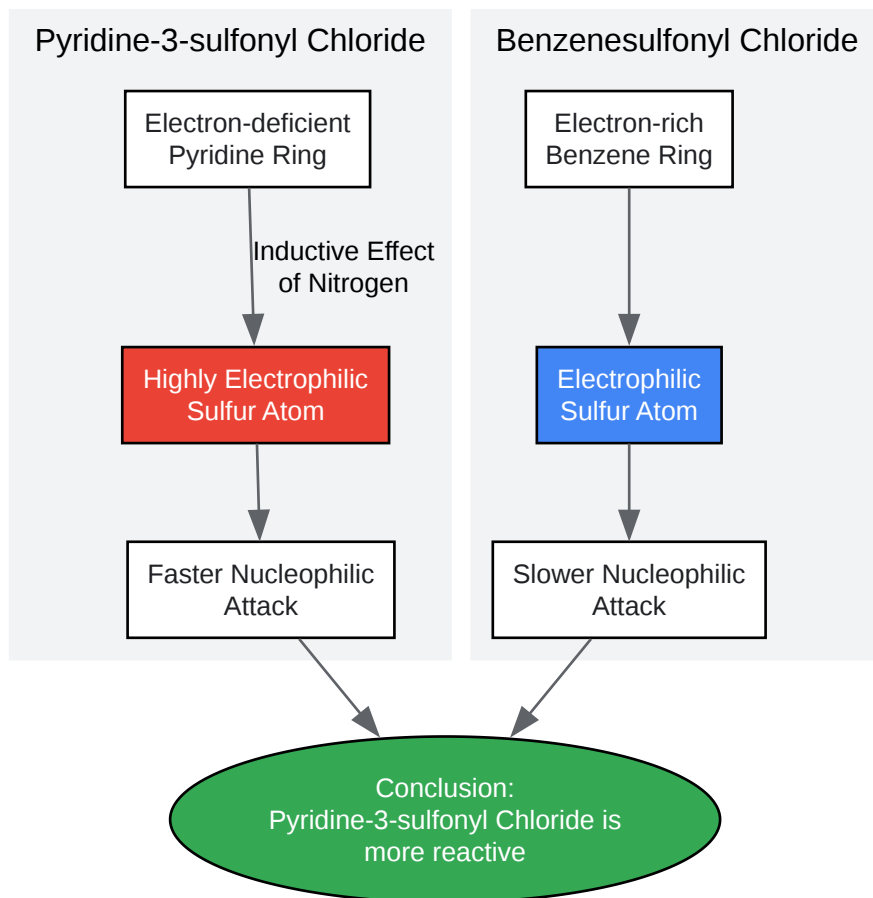 Pyridine-3-sulfonyl Chloride
Electron-deficient
Pyridine Ring
Inductive Effect
of Nitrogen
Highly Electrophilic
Sulfur Atom
Faster Nucleophilic
Attack
Benzenesulfonyl Chloride
Electron-rich
Benzene Ring
Electrophilic
Sulfur Atom
Slower Nucleophilic
Attack
Conclusion:
Pyridine-3-sulfonyl Chloride is
more reactive